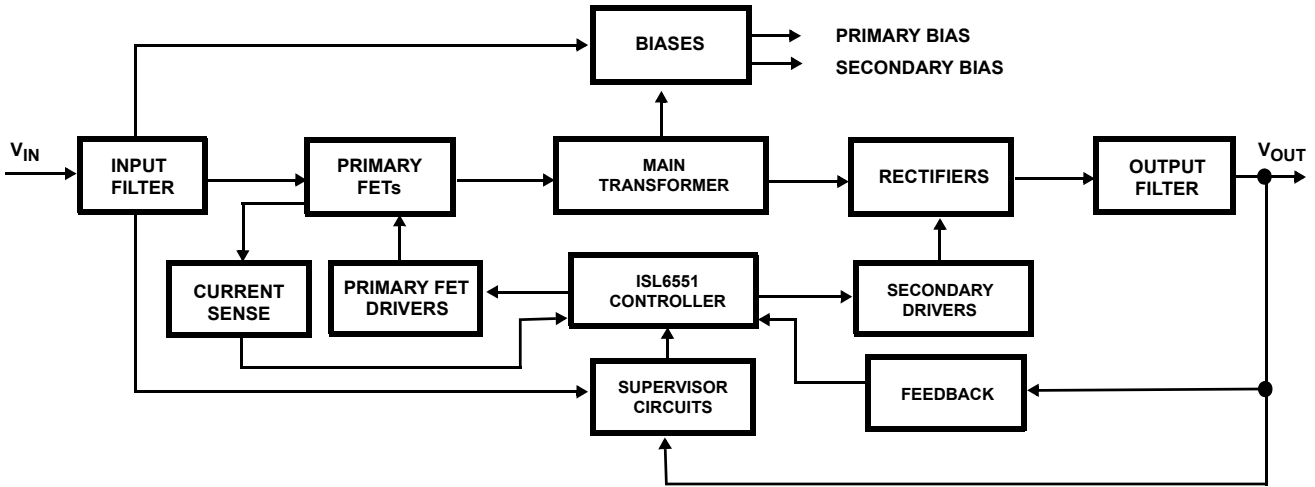 BIASES
PRIMARY BIAS
SECONDARY BIAS
VIN
INPUT
FILTER
PRIMARY
FETs
MAIN
TRANSFORMER
RECTIFIERS
OUTPUT
FILTER
VOUT
CURRENT
SENSE
PRIMARY FET
DRIVERS
ISL6551
CONTROLLER
SECONDARY
DRIVERS
SUPERVISOR
CIRCUITS
FEEDBACK